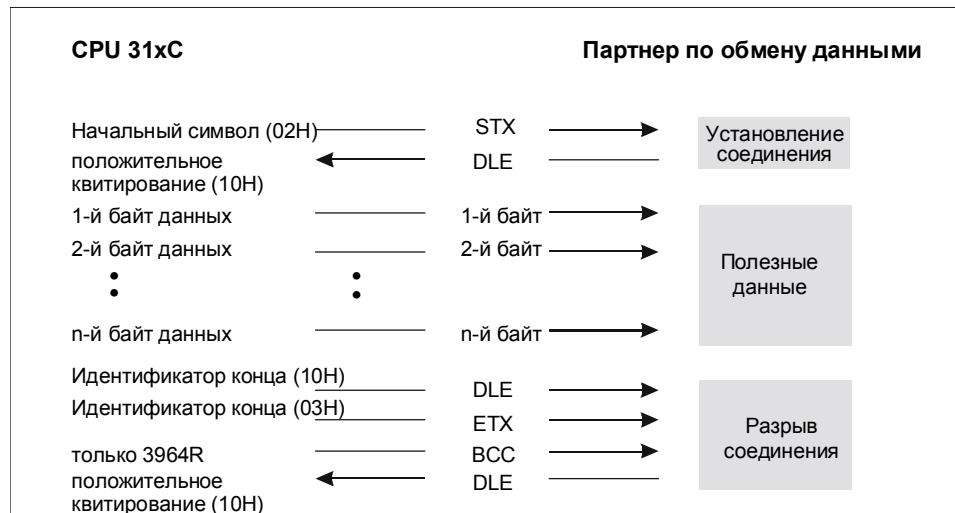 CPU 31xC Партнер по обмену данными
Начальный символ (02H) STX Установление
соединения
положительное DLE
квитирование (10H)
1-й байт данных 1-й байт
2-й байт данных 2-й байт
Полезные
данные
n-й байт данных n-й байт
Идентификатор конца (10H) DLE
Идентификатор конца (03H) ETX
Разрыв
соединения
только 3964R BCC
положительное DLE
квитирование (10H)